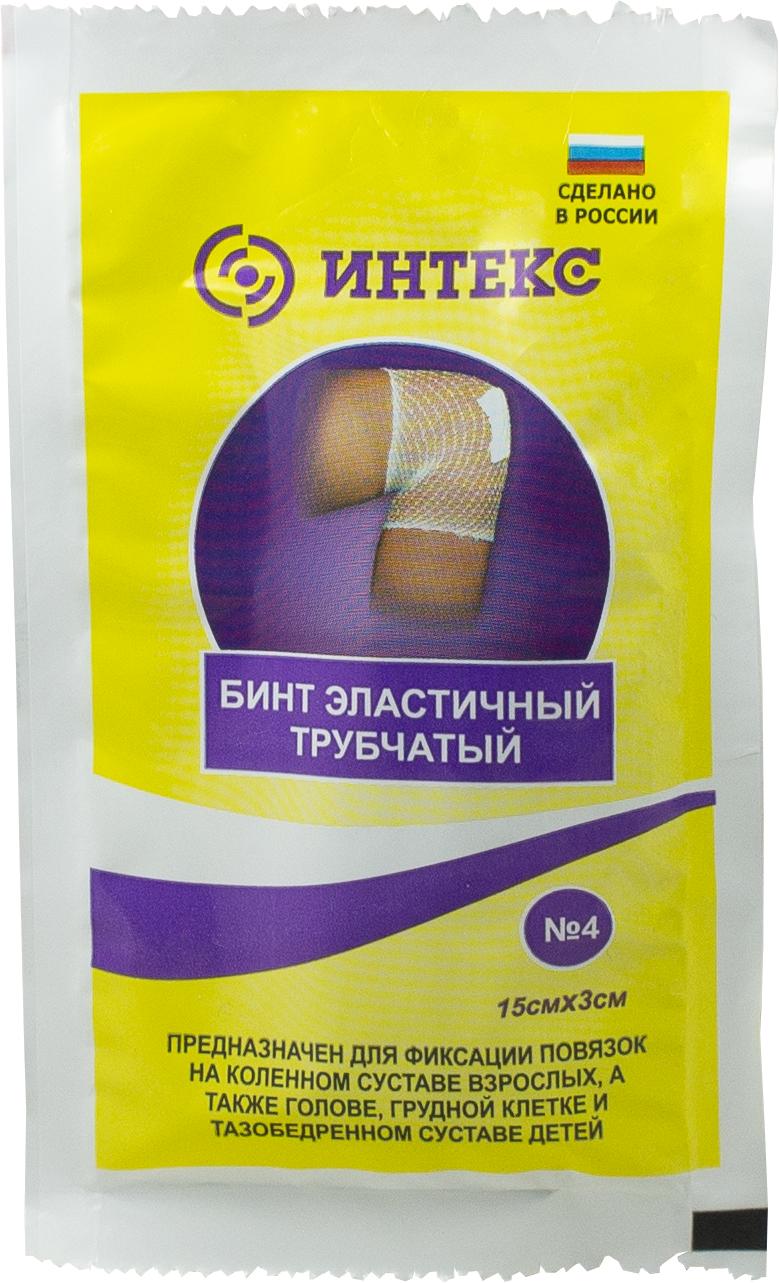 СДЕЛАНО
В РОССИИ
ИНТЕКС
БИНТ ЭЛАСТИЧНЫЙ
ТРУБЧАТЫЙ
№4
15смх3см
ПРЕДНАЗНАЧЕН ДЛЯ ФИКСАЦИИ ПОВЯЗОК
НА КОЛЕННОМ СУСТАВЕ ВЗРОСЛЫХ, А
ТАКЖЕ ГОЛОВЕ, ГРУДНОЙ КЛЕТКЕ И
ТАЗОБЕДРЕННОМ СУСТАВЕ ДЕТЕЙ